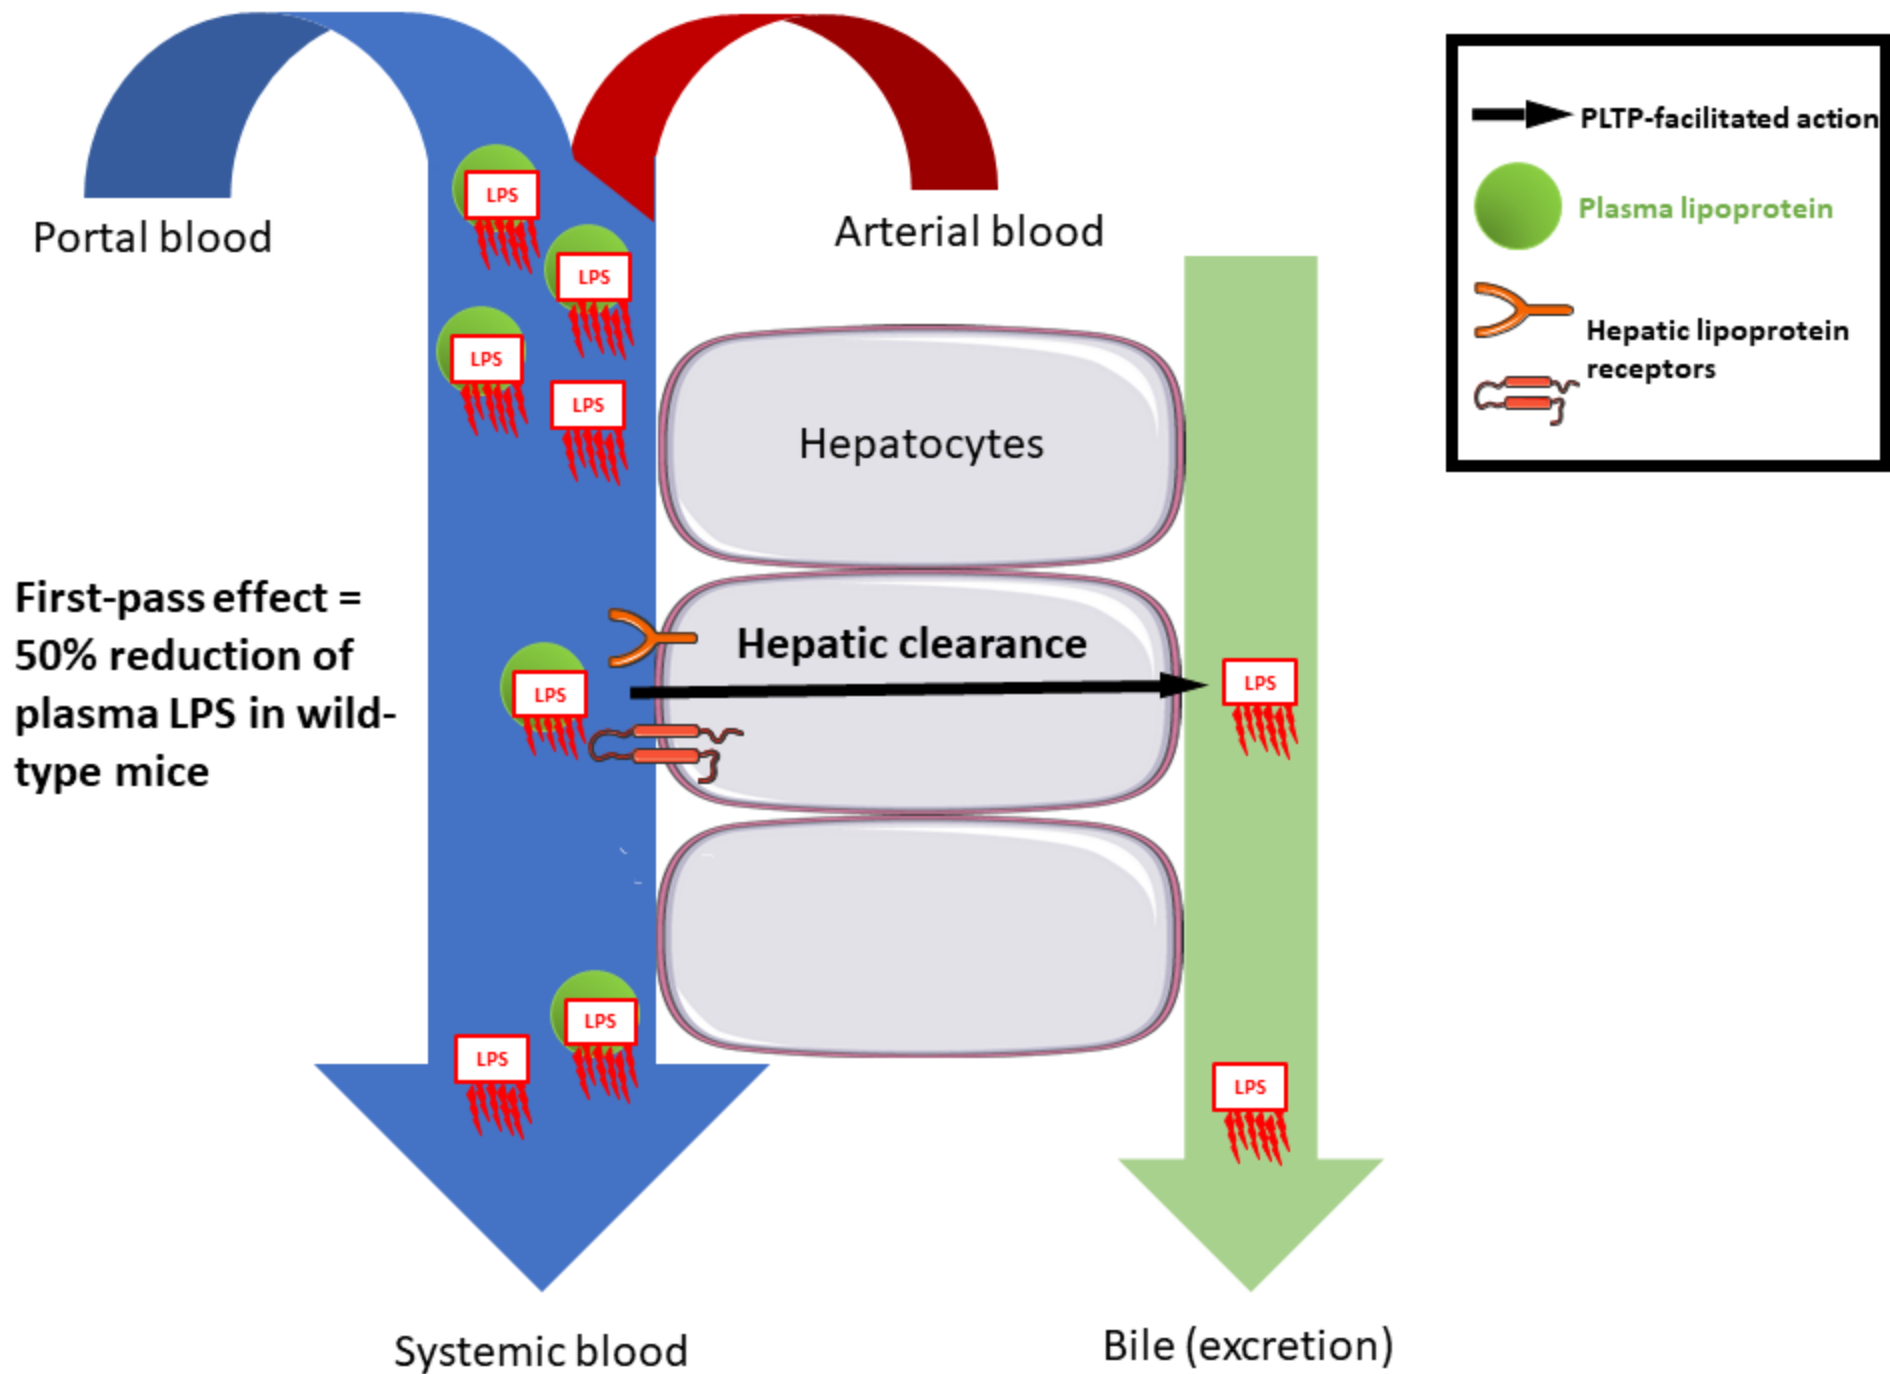 Portal blood
Arterial blood
PLTP-facilitated action
Plasma lipoprotein
Hepatic lipoprotein
receptors
LPS
LPS
LPS
LPS
Hepatocytes
First-pass effect =
50% reduction of
plasma LPS in wild-
type mice
Hepatic clearance
LPS
LPS
LPS
LPS
LPS
Systemic blood
Bile (excretion)